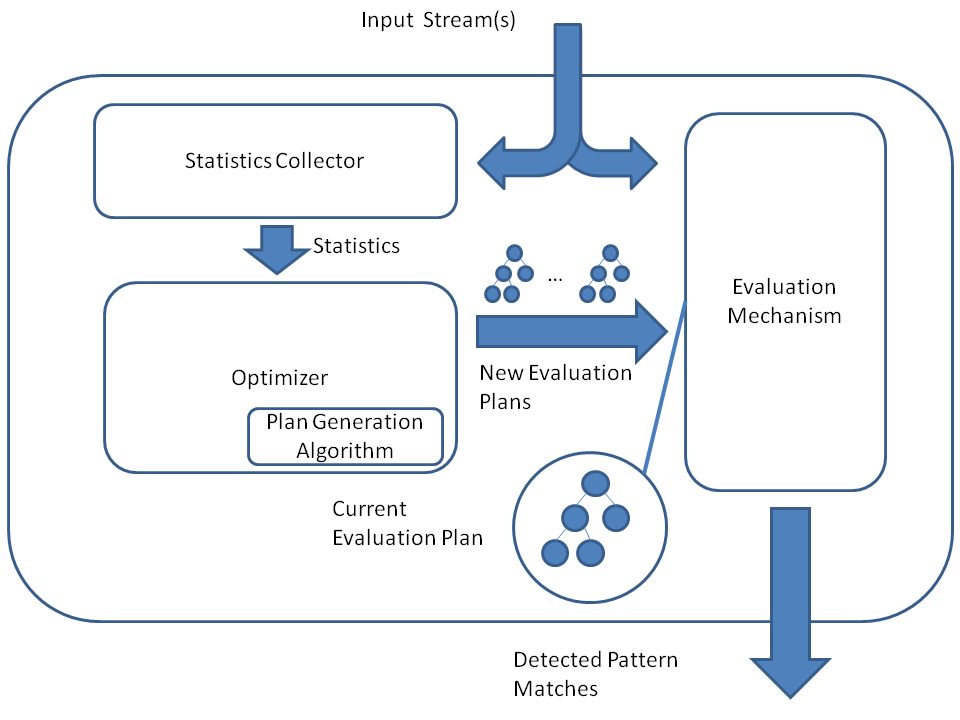 Input Stream(s)
Statistics Collector
Statistics
...
Evaluation
Mechanism
Optimizer
New Evaluation
Plans
Plan Generation
Algorithm
Current
Evaluation Plan
Detected Pattern
Matches